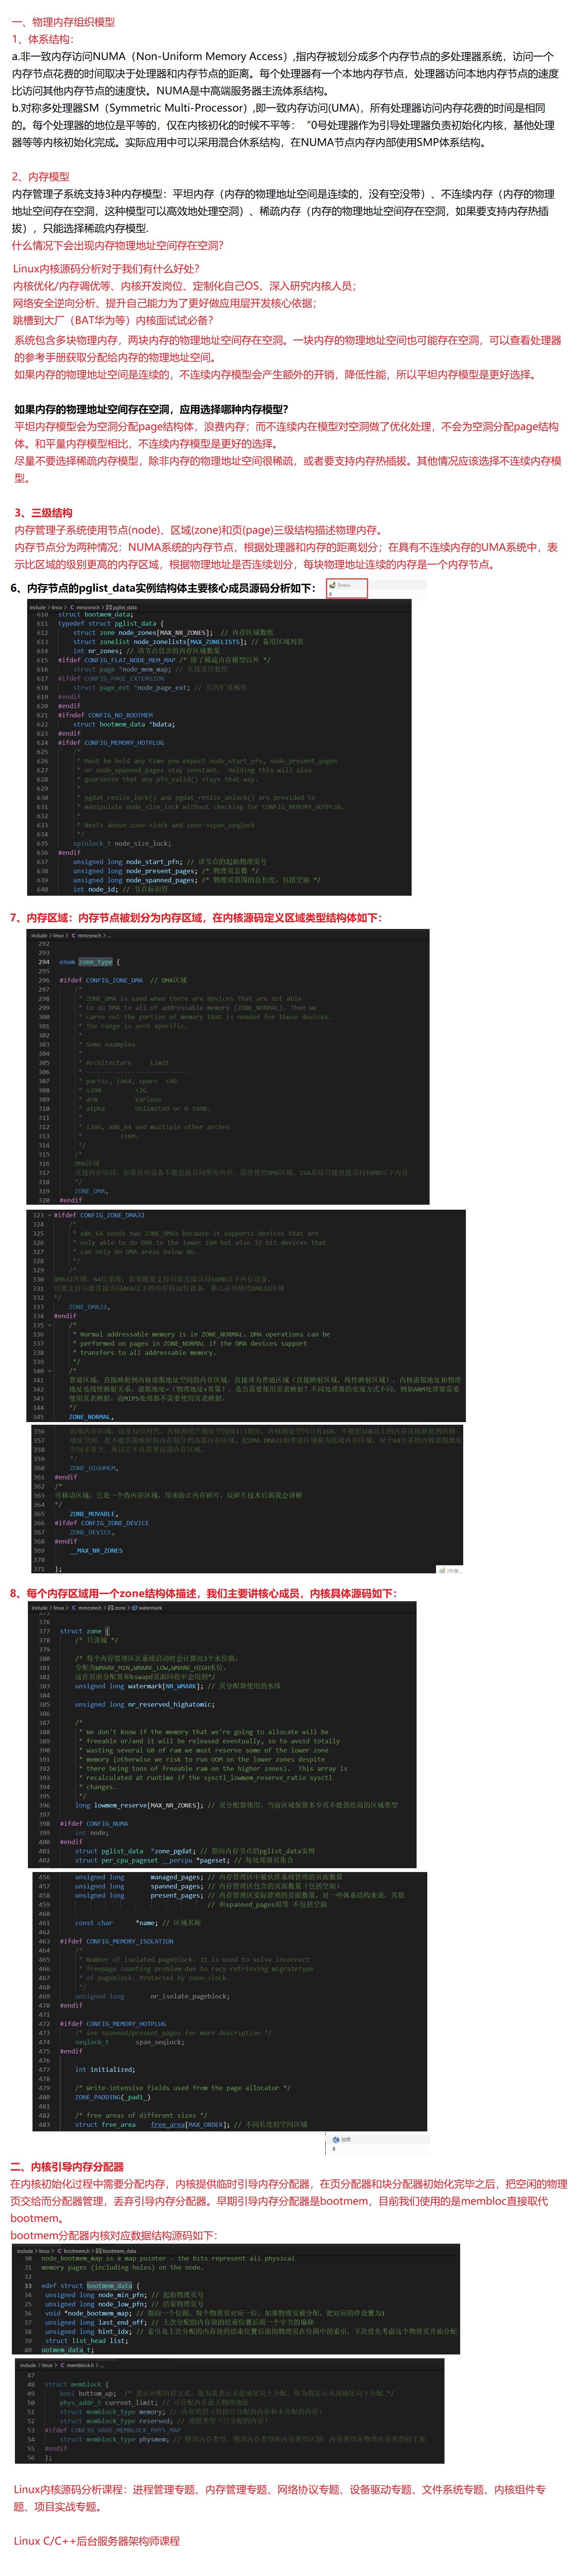 一、物理内存组织模型
1、体系结构：
a.非一致内存访问NUMA（Non-Uniform Memory Access）,指内存被划分成多个内存节点的多处理器系统，访问一个
内存节点花费的时间取决于处理器和内存节点的距离。每个处理器有一个本地内存节点，处理器访问本地内存节点的速度
比访问其他内存节点的速度快。NUMA是中高端服务器主流体系结构。
b.对称多处理器SM（Symmetric Multi-Processor）,即一致内存访问(UMA)，所有处理器访问内存花费的时间是相同
的。每个处理器的地位是平等的，仅在内核初化的时候不平等：“0号处理器作为引导处理器负责初始化内核，基他处理
器等等内核初始化完成。实际应用中可以采用混合休系结构，在NUMA节点内存内部使用SMP体系结构。
2、内存模型
内存管理子系统支持3种内存模型：平坦内存（内存的物理地址空间是连续的，没有空没带）、不连续内存（内存的物理
地址空间存在空洞，这种模型可以高效地处理空洞）、稀疏内存（内存的物理地址空间存在空洞，如果要支持内存热插
拔），只能选择稀疏内存模型.
什么情况下会出现内存物理地址空间存在空洞？
Linux内核源码分析对于我们有什么好处？
内核优化/内存调优等、内核开发岗位、定制化自己OS、深入研究内核人员；
网络安全逆向分析、提升自己能力为了更好做应用层开发核心依据；
跳槽到大厂（BAT华为等）内核面试试必备？
系统包含多块物理内存，两块内存的物理地址空间存在空洞。一块内存的物理地址空间也可能存在空洞，可以查看处理器
的参考手册获取分配给内存的物理地址空间。
如果内存的物理地址空间是连续的，不连续内存模型会产生额外的开销，降低性能，所以平坦内存模型是更好选择。
如果内存的物理地址空间存在空洞，应用选择哪种内存模型？
平坦内存模型会为空洞分配page结构体，浪费内存；而不连续内在模型对空洞做了优化处理，不会为空洞分配page结构
体。和平量内存模型相比，不连续内存模型是更好的选择。
尽量不要选择稀疏内存模型，除非内存的物理地址空间很稀疏，或者要支持内存热插拔。其他情况应该选择不连续内存模
型。
3、三级结构
内存管理子系统使用节点(node)、区域(zone)和页(page)三级结构描述物理内存。
内存节点分为两种情况：NUMA系统的内存节点，根据处理器和内存的距离划分；在具有不连续内存的UMA系统中，表
示比区域的级别更高的内存区域，根据物理地址是否连续划分，每块物理地址连续的内存是一个内存节点。
6、内存节点的pglist_data实例结构体主要核心成员源码分析如下：
Snow
6
include > linux > C mmzone.h > pglist_data
610 struct bootmem_data;
611 typedef struct pglist_data {
612 struct zone node_zones[MAX_NR_ZONES]; // 内存区域数组
613 struct zonelist node_zonelists[MAX_ZONELISTS]; // 备用区域列表
614 int nr_zones; // 该节点包含的内存区域数量
615 #ifdef CONFIG_FLAT_NODE_MEM_MAP /* 除了稀疏内存模型以外 */
616 struct page *node_mem_map; // 页描述符数组
617 #ifdef CONFIG_PAGE_EXTENSION
618 struct page_ext *node_page_ext; // 页的扩展属性
619 #endif
620 #endif
621 #ifndef CONFIG_NO_BOOTMEM
622 struct bootmem_data *bdata;
623 #endif
624 #ifdef CONFIG_MEMORY_HOTPLUG
625 /*
626 * Must be held any time you expect node_start_pfn, node_present_pages
627 * or node_spanned_pages stay constant. Holding this will also
628 * guarantee that any pfn_valid() stays that way.
629 *
630 * pgdat_resize_lock() and pgdat_resize_unlock() are provided to
631 * manipulate node_size_lock without checking for CONFIG_MEMORY_HOTPLUG.
632 *
633 * Nests above zone->lock and zone->span_seqlock
634 */
635 spinlock_t node_size_lock;
636 #endif
637 unsigned long node_start_pfn; // 该节点的起始物理页号
638 unsigned long node_present_pages; /* 物理页总数 */
639 unsigned long node_spanned_pages; /* 物理页范围的总长度，包括空洞 */
640 int node_id; // 节点标识符
7、内存区域：内存节点被划分为内存区域，在内核源码定义区域类型结构体如下：
include > linux > C mmzone.h > ...
292
293
294 enum zone_type {
295
296 #ifdef CONFIG_ZONE_DMA // DMA区域
297 /*
298 * ZONE_DMA is used when there are devices that are not able
299 * to do DMA to all of addressable memory (ZONE_NORMAL). Then we
300 * carve out the portion of memory that is needed for these devices.
301 * The range is arch specific.
302 *
303 * Some examples
304 *
305 * Architecture Limit
306 * ---------------------------
307 * parisc, ia64, sparc <4G
308 * s390 <2G
309 * arm Various
310 * alpha Unlimited or 0-16MB.
311 *
312 * i386, x86_64 and multiple other arches
313 * <16M.
314 */
315 /*
316 DMA区域
317 直接内存访问，如果有些设备不能直接访问所有内存，需要使用DMA区域。ISA总线只能直接访问16MB以下内存
318 */
319 ZONE_DMA,
320 #endif
323 #ifdef CONFIG_ZONE_DMA32
324 /*
325 * x86_64 needs two ZONE_DMAs because it supports devices that are
326 * only able to do DMA to the lower 16M but also 32 bit devices that
327 * can only do DMA areas below 4G.
328 */
329 /*
330 DMA32区域：64位系统，如果既要支持只能直接访问16MB以下内存设备，
331 以要支持只能直接访问4GB以下的内存的32位设备，那么必须使用DMA32区域
332 */
333 ZONE_DMA32,
334 #endif
335 /*
336 * Normal addressable memory is in ZONE_NORMAL. DMA operations can be
337 * performed on pages in ZONE_NORMAL if the DMA devices support
338 * transfers to all addressable memory.
339 */
340 /*
341 普通区域，直接映射到内核虚拟地址空间的内存区域，直接译为普通区域（直接映射区域、线性映射区域），内核虚拟地址和物理
342 地址是线性映射关系，虚拟地址=（物理地址+常量），是否需要使用页表映射？不同处理器的实现方式不同，例如ARM处理器需要
343 使用页表映射，而MIPS处理器不需要使用页表映射。
344 */
345 ZONE_NORMAL,
356 高端内存区域：这是32位时代，内核和用户地址空间按1:3划分，内核地址空间只有1GB，不能把1GB以上的内存直接映射到内核
357 地址空间，把不能直接映射的内存划分到高端内存区域。把DMA DMA32和普通区域称为低端内存区域。对于64位系统内核虚拟地址
358 空间非常大，所以它不再需要高端内存区域。
359 */
360 ZONE_HIGHMEM,
361 #endif
362 /*
363 可移动区域：它是一个伪内存区域，用来防止内存碎片，反碎片技术后面我会讲解
364 */
365 ZONE_MOVABLE,
366 #ifdef CONFIG_ZONE_DEVICE
367 ZONE_DEVICE,
368 #endif
369 __MAX_NR_ZONES
370
371 };
8、每个内存区域用一个zone结构体描述，我们主要讲核心成员，内核具体源码如下：
include > linux > C mmzone.h > zone > watermark
375
376
377 struct zone {
378 /* 只读域 */
379
380 /* 每个内存管理区在系统启动时会计算出3个水位值：
381 分配为WMARK_MIN,WMARK_LOW,WMARK_HIGH水位，
382 这在页面分配器和kswapd页面回收中会用到*/
383 unsigned long watermark[NR_WMARK]; // 页分配器使用的水线
384
385 unsigned long nr_reserved_highatomic;
386
387 /*
388 * We don't know if the memory that we're going to allocate will be
389 * freeable or/and it will be released eventually, so to avoid totally
390 * wasting several GB of ram we must reserve some of the lower zone
391 * memory (otherwise we risk to run OOM on the lower zones despite
392 * there being tons of freeable ram on the higher zones). This array is
393 * recalculated at runtime if the sysctl_lowmem_reserve_ratio sysctl
394 * changes.
395 */
396 long lowmem_reserve[MAX_NR_ZONES]; // 页分配器使用，当前区域保留多少页不能借给高的区域类型
397
398 #ifdef CONFIG_NUMA
399 int node;
400 #endif
401 struct pglist_data *zone_pgdat; // 指向内存节点的pglist_data实例
402 struct per_cpu_pageset __percpu *pageset; // 每处理器页集合
456 unsigned long managed_pages; // 内存管理区中被伙伴系统管理的页面数量
457 unsigned long spanned_pages; // 内存管理区包含的页面数量（包括空洞）
458 unsigned long present_pages; // 内存管理区实际管理的页面数量，对一些体系结构来说，其值
459 // 和spanned_pages相等 不包括空洞
460
461 const char *name; // 区域名称
462
463 #ifdef CONFIG_MEMORY_ISOLATION
464 /*
465 * Number of isolated pageblock. It is used to solve incorrect
466 * freepage counting problem due to racy retrieving migratetype
467 * of pageblock. Protected by zone->lock.
468 */
469 unsigned long nr_isolate_pageblock;
470 #endif
471
472 #ifdef CONFIG_MEMORY_HOTPLUG
473 /* see spanned/present_pages for more description */
474 seqlock_t span_seqlock;
475 #endif
476
477 int initialized;
478
479 /* Write-intensive fields used from the page allocator */
480 ZONE_PADDING(_pad1_)
481
482 /* free areas of different sizes */
483 struct free_area free_area[MAX_ORDER]; // 不同长度的空闲区域
8
二、内核引导内存分配器
在内核初始化过程中需要分配内存，内核提供临时引导内存分配器，在页分配器和块分配器初始化完毕之后，把空闲的物理
页交给而分配器管理，丢弃引导内存分配器。早期引导内存分配器是bootmem，目前我们使用的是membloc直接取代
bootmem。
bootmem分配器内核对应数据结构源码如下：
include > linux > C bootmem.h > bootmem_data
30 node_bootmem_map is a map pointer - the bits represent all physical
31 memory pages (including holes) on the node.
32
33 edef struct bootmem_data {
34 unsigned long node_min_pfn; // 起始物理页号
35 unsigned long node_low_pfn; // 结束物理页号
36 void *node_bootmem_map; // 指向一个位图，每个物理页对应一位，如果物理页被分配，把对应的位设置为1
37 unsigned long last_end_off; // 上次分配的内存块的结束位置后面一个字节的偏移
38 unsigned long hint_idx; // 索引是上次分配的内存块的结束位置后面的物理页在位图中的索引，下次优先考虑这个物理页开始分配
39 struct list_head list;
40 ootmem_data_t;
include > linux > C memblock.h > ...
47
48 struct memblock {
49 bool bottom_up; /* 表示分配内存方式，值为真表示从低地址向上分配，值为假表示从高地址向下分配 */
50 phys_addr_t current_limit; // 可分配内存最大物理地址
51 struct memblock_type memory; // 内存类型（包括已分配的内存和未分配的内存）
52 struct memblock_type reserved; // 预留类型（已分配的内存）
53 #ifdef CONFIG_HAVE_MEMBLOCK_PHYS_MAP
54 struct memblock_type physmem; // 物理内存类型，物理内存类型和内存类型区别：内存类型是物理内存类型的子集
55 #endif
56 };
Linux内核源码分析课程：进程管理专题、内存管理专题、网络协议专题、设备驱动专题、文件系统专题、内核组件专
题、项目实战专题。
Linux C/C++后台服务器架构师课程